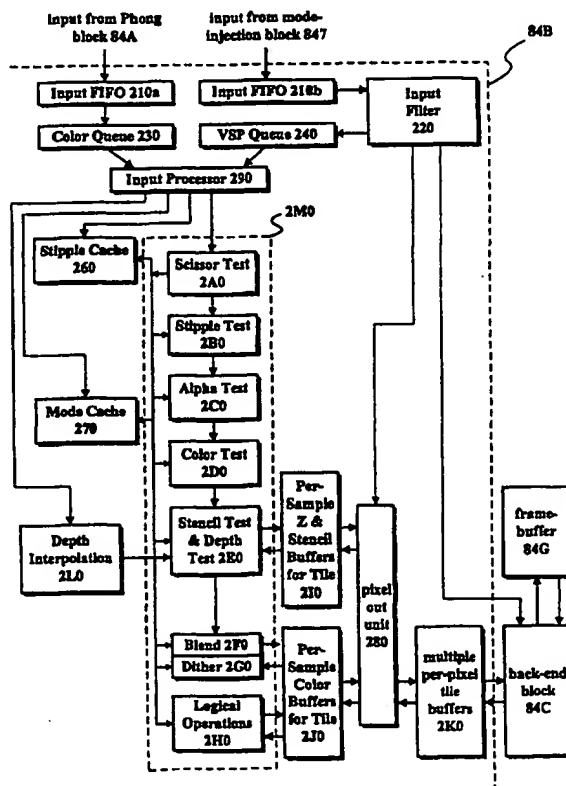 input from Phong
block 84A
input from mode-
injection block 847
84B
Input FIFO 210a
Input FIFO 210b
Input
Filter
220
Color Queue 230
VSP Queue 240
Input Processor 290
2M0
Stipple Cache
260
Scissor Test
2A0
Stipple Test
2B0
Alpha Test
2C0
Mode Cache
270
Color Test
2D0
Depth
Interpolation
2L0
Stencil Test
& Depth
Test 2E0
Per-
Sample
Z &
Stencil
Buffers
for Tile
2I0
pixel
out
unit
280
frame-
buffer
84G
Blend 2F0
Dither 2G0
Logical
Operations
2H0
Per-
Sample
Color
Buffers
for Tile
2J0
multiple
per-pixel
tile
buffers
2K0
back-end
block
84C